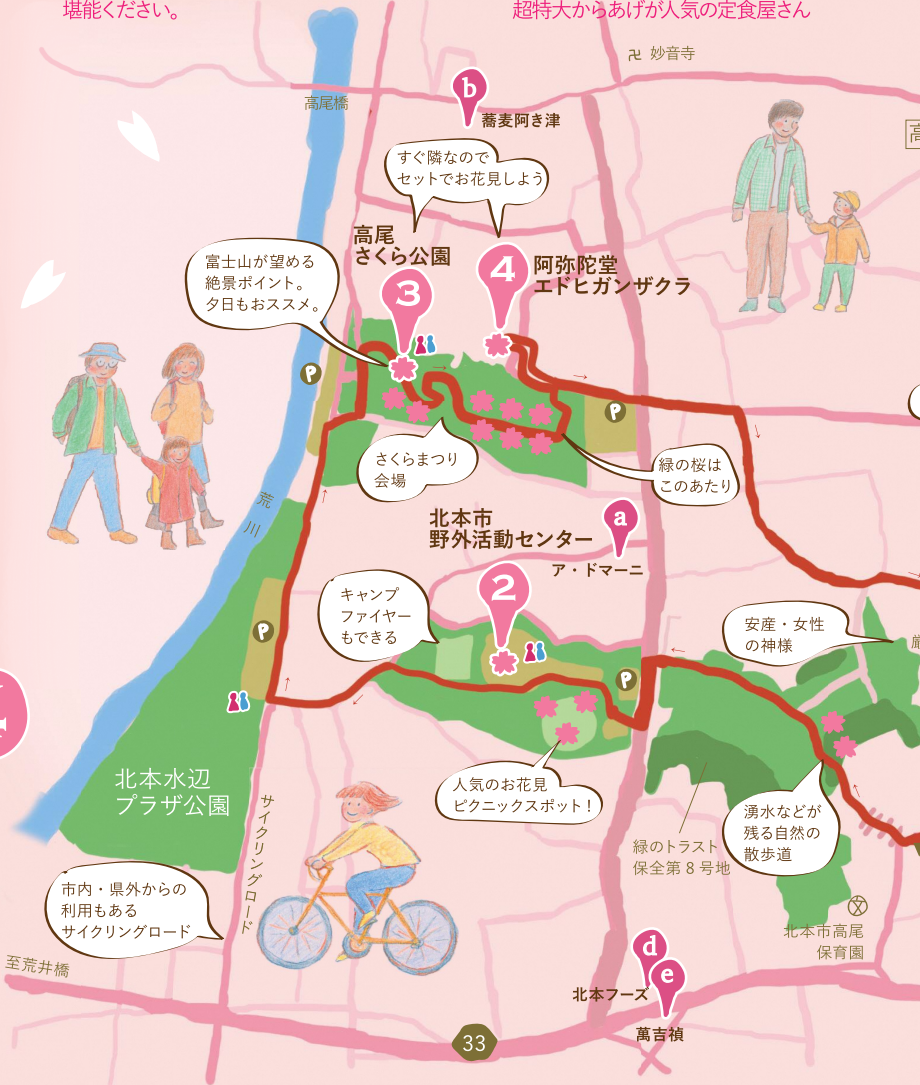 堪能ください。
超特大からあげが人気の定食屋さん
卍 妙音寺
b
高尾橋
蕎麦阿き津
高
すぐ隣なので
セットでお花見しよう
高尾
さくら公園
3
4
阿弥陀堂
エドヒガンザクラ
富士山が望める
絶景ポイント。
夕日もおススメ。
P
P
さくらまつり
会場
緑の桜は
このあたり
荒川
北本市
野外活動センター
a
ア・ドマーニ
2
キャンプ
ファイヤー
もできる
P
P
安産・女性
の神様
北本水辺
プラザ公園
サイクリングロード
人気のお花見
ピクニックスポット！
緑のトラスト
保全第8号地
湧水などが
残る自然の
散歩道
市内・県外からの
利用もある
サイクリングロード
至荒井橋
北本市高尾
保育園
d
e
北本フーズ
萬吉禎
33